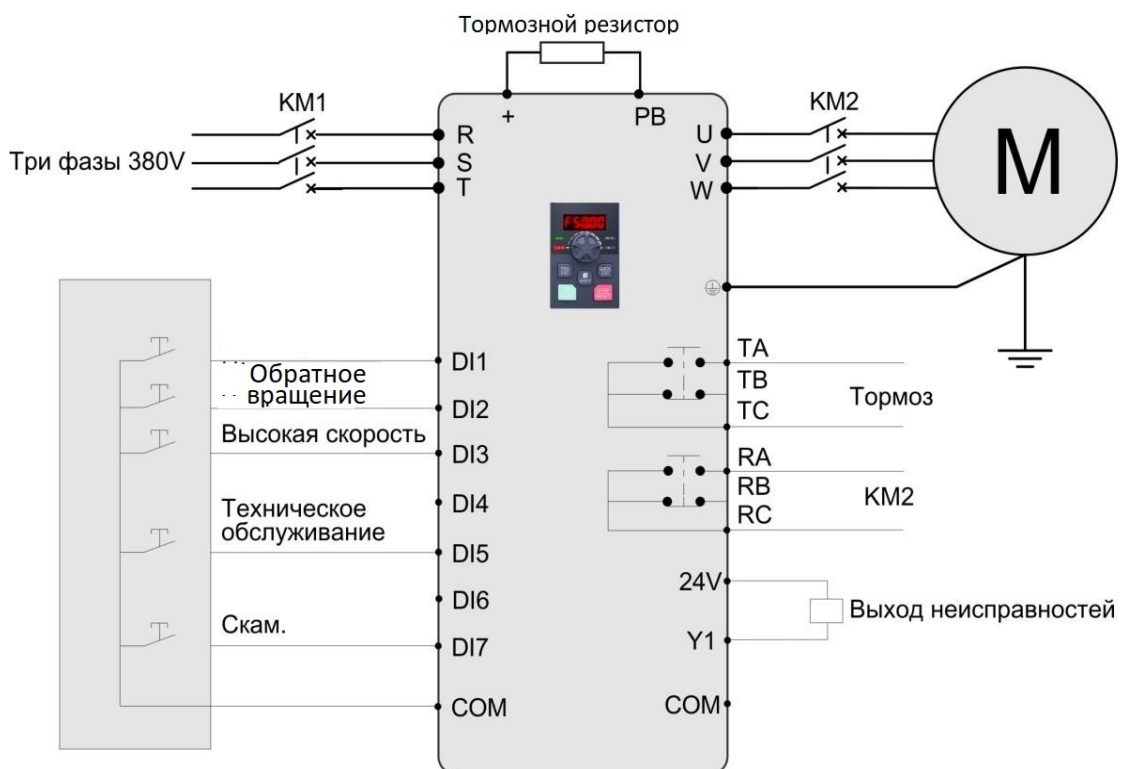 Тормозной резистор
KM1
+
PB
KM2
Три фазы 380V
R
S
T
U
V
W
M
DI1
Обратное
вращение
DI2
Высокая скорость
DI3
DI4
Техническое
обслуживание
DI5
DI6
Скам.
DI7
COM
TA
TB
TC
Тормоз
RA
RB
RC
KM2
24V
Y1
Выход неисправностей
COM